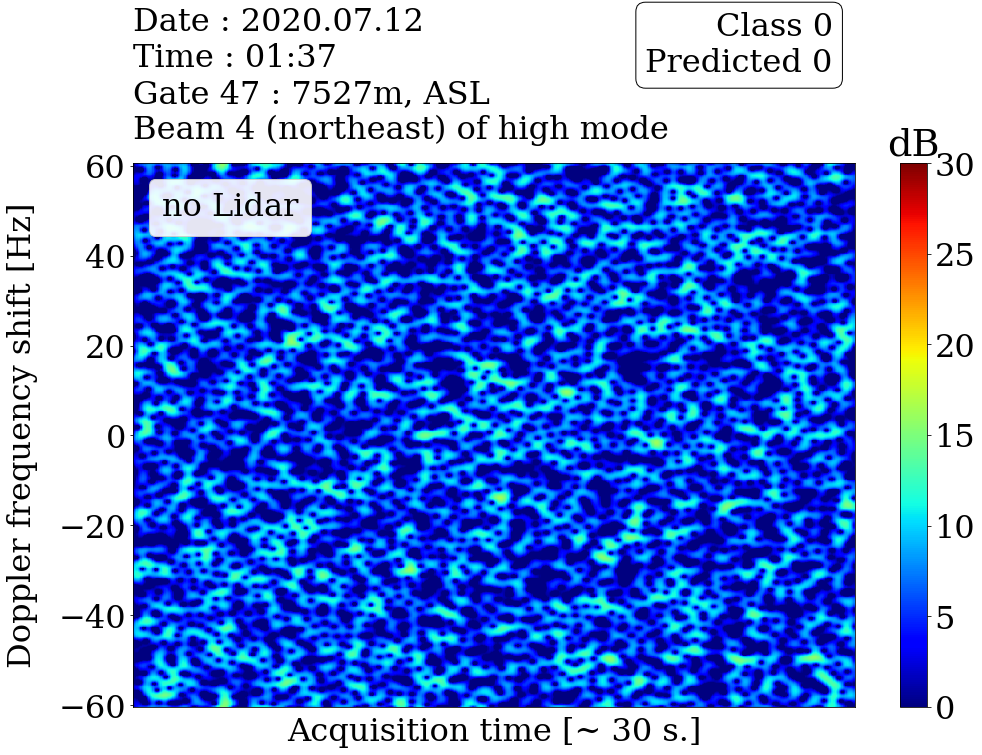 Date : 2020.07.12
Time : 01:37
Gate 47 : 7527m, ASL
Beam 4 (northeast) of high mode
Class 0
Predicted 0
dB
no Lidar
60
40
20
0
−20
−40
−60
Doppler frequency shift [Hz]
Acquisition time [~ 30 s.]
30
25
20
15
10
5
0